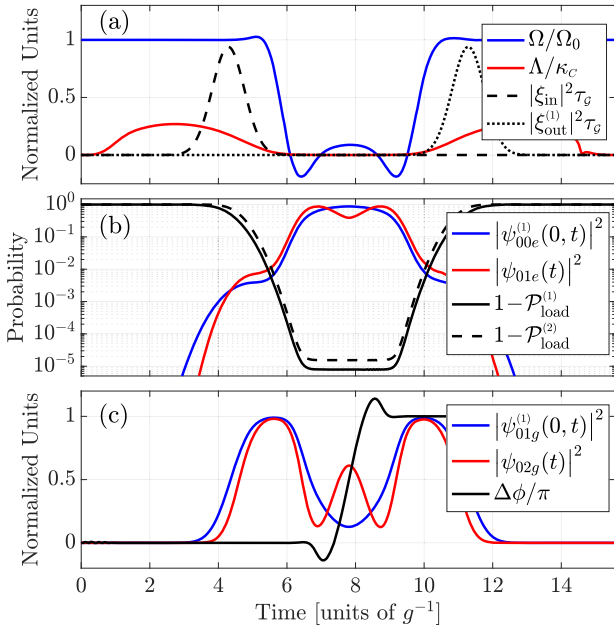 (a)
Normalized Units
1
0.5
0
Ω/Ω₀
Λ/κ_C
|ξ_in|²τ_G
|ξ_out^(1)|²τ_G
(b)
Probability
10⁰
10⁻¹
10⁻²
10⁻³
10⁻⁴
10⁻⁵
|ψ_00e^(1)(0, t)|²
|ψ_01e(t)|²
1−P_load^(1)
1−P_load^(2)
(c)
Normalized Units
1
0.5
0
|ψ_01g^(1)(0, t)|²
|ψ_02g(t)|²
Δϕ/π
0 2 4 6 8 10 12 14
Time [units of g⁻¹]